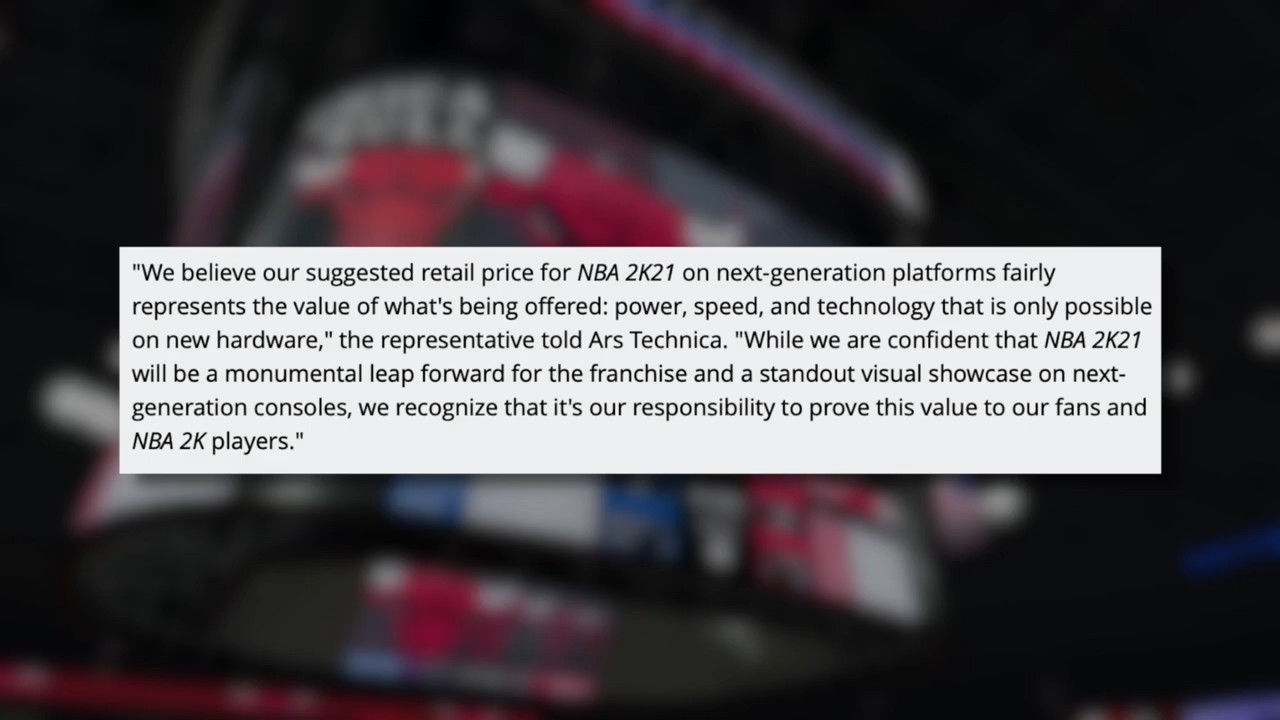 "We believe our suggested retail price for NBA 2K21 on next-generation platforms fairly
represents the value of what's being offered: power, speed, and technology that is only possible
on new hardware," the representative told Ars Technica. "While we are confident that NBA 2K21
will be a monumental leap forward for the franchise and a standout visual showcase on next-
generation consoles, we recognize that it's our responsibility to prove this value to our fans and
NBA 2K players."